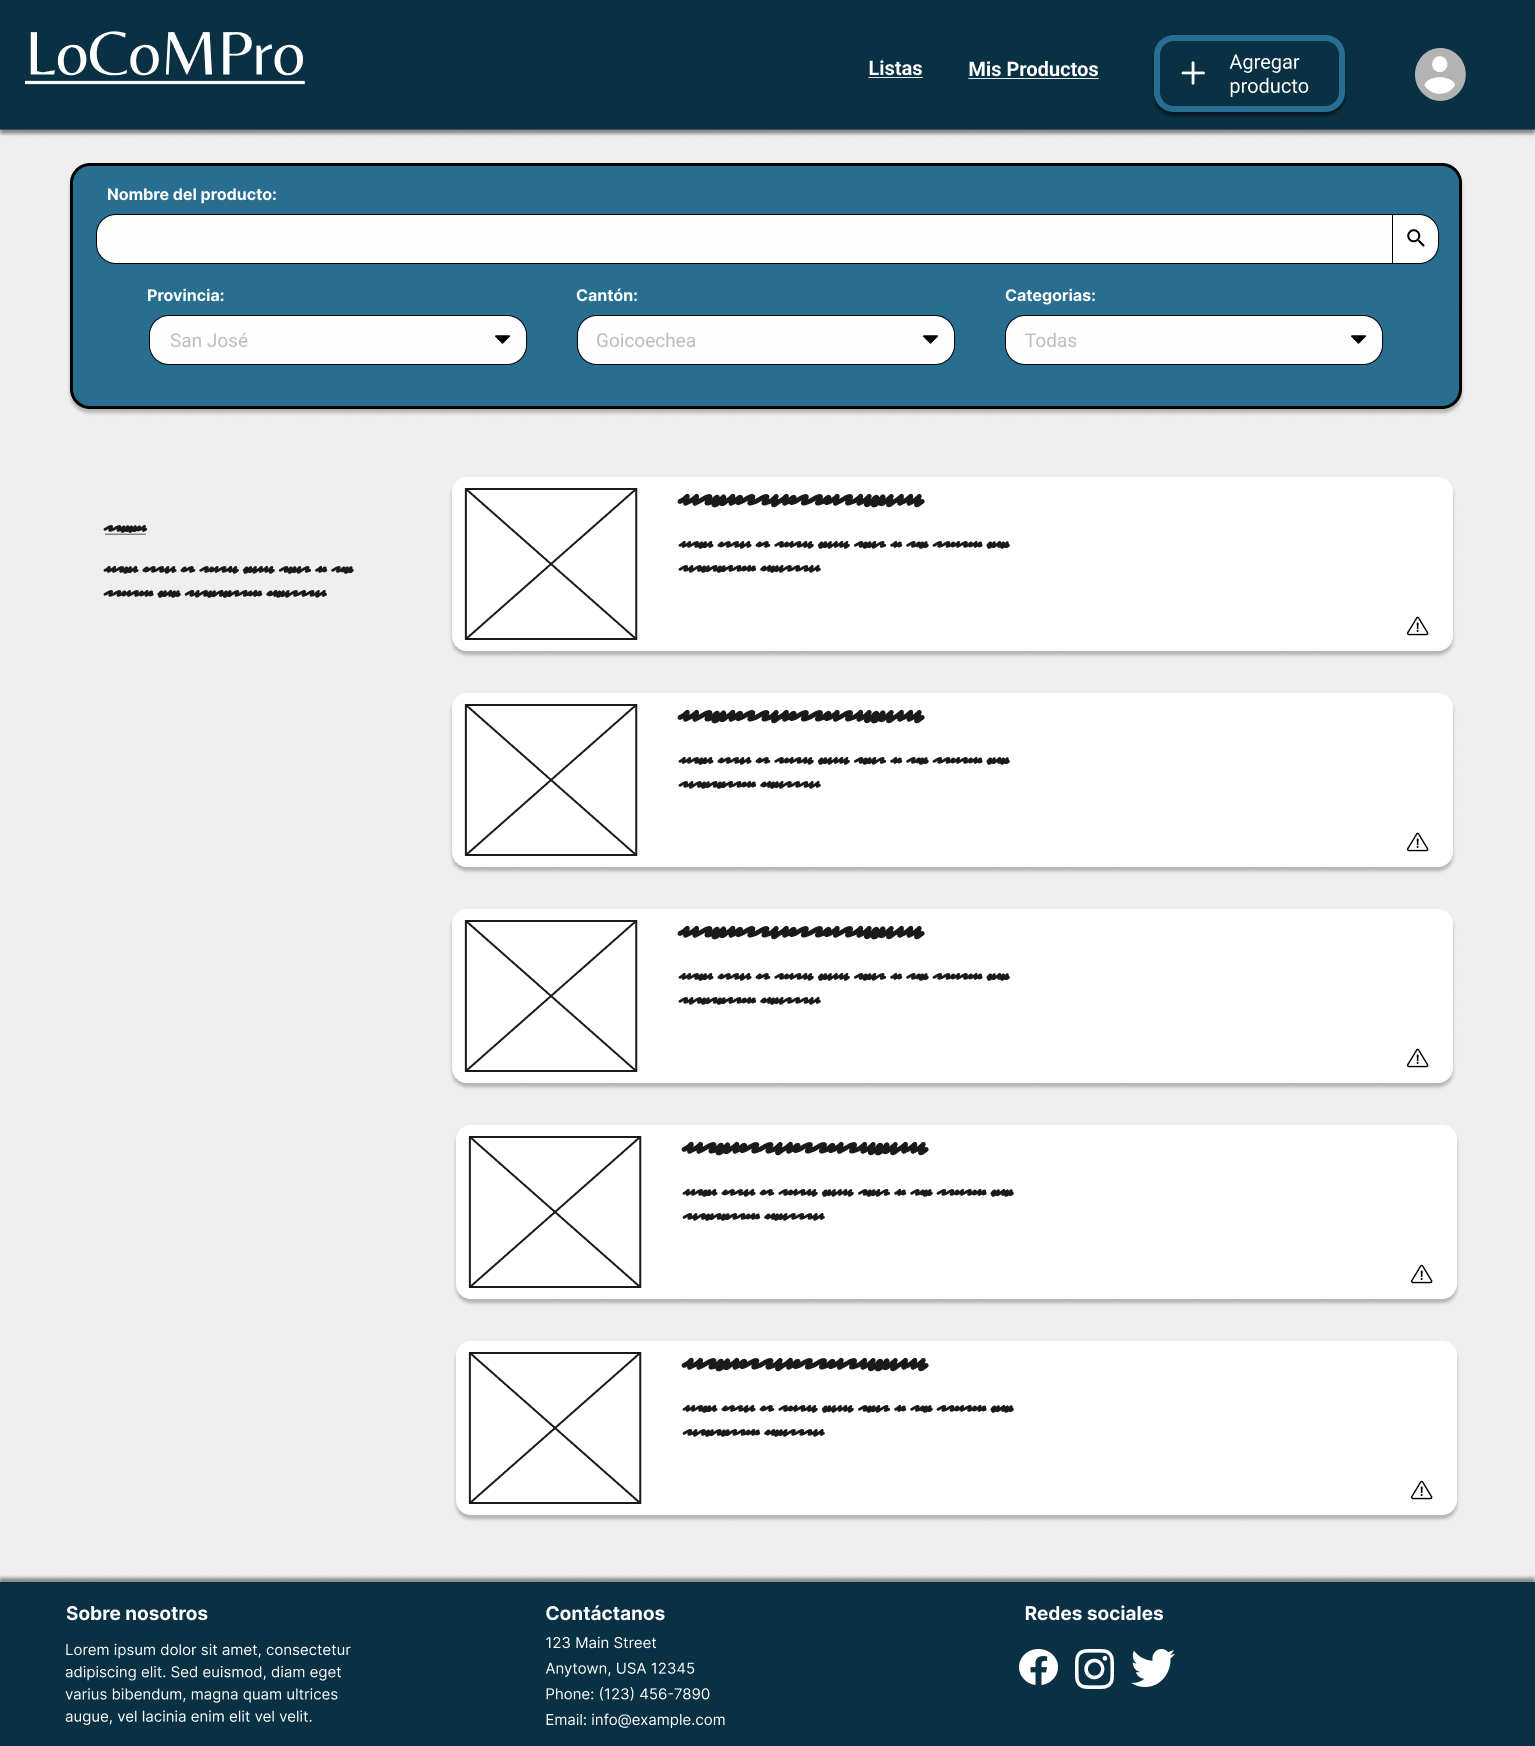 LoCoMPro
Listas
Mis Productos
Agregar
producto
Nombre del producto:
Provincia:
Cantón:
Categorias:
San José
Goicoechea
Todas
Sobre nosotros
Lorem ipsum dolor sit amet, consectetur
adipiscing elit. Sed euismod, diam eget
varius bibendum, magna quam ultrices
augue, vel lacinia enim elit vel velit.
Contáctanos
123 Main Street
Anytown, USA 12345
Phone: (123) 456-7890
Email: info@example.com
Redes sociales